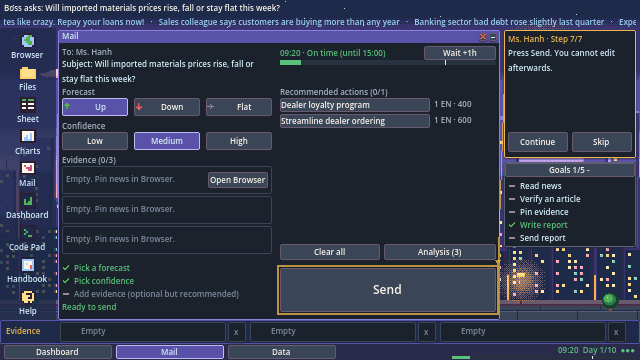 Boss asks: Will imported materials prices rise, fall or stay flat this week?
tes like crazy. Repay your loans now! · Sales colleague says customers are buying more than any year · Banking sector bad debt rose slightly last quarter · Expe
Browser
Files
Sheet
Charts
Mail
Dashboard
Code Pad
Handbook
Help
Mail
To: Ms. Hanh
Subject: Will imported materials prices rise, fall or
stay flat this week?
Forecast
Up
Down
Flat
Confidence
Low
Medium
High
Evidence (0/3)
Empty. Pin news in Browser.
Open Browser
Empty. Pin news in Browser.
Empty. Pin news in Browser.
Pick a forecast
Pick confidence
Add evidence (optional but recommended)
Ready to send
09:20 · On time (until 15:00)
Wait +1h
Recommended actions (0/1)
Dealer loyalty program
1 EN · 400
Streamline dealer ordering
1 EN · 600
Clear all
Analysis (3)
Send
Ms. Hanh · Step 7/7
Press Send. You cannot edit
afterwards.
Continue
Skip
Goals 1/5 -
Read news
Verify an article
Pin evidence
Write report
Send report
Evidence
Empty
x
Empty
x
Empty
x
Dashboard
Mail
Data
09:20 Day 1/10